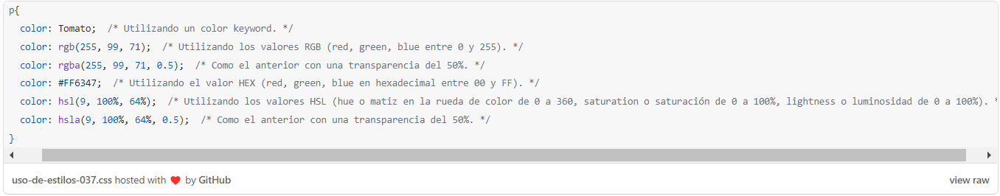 p{
  color: Tomato;  /* Utilizando un color keyword. */
  color: rgb(255, 99, 71);  /* Utilizando los valores RGB (red, green, blue entre 0 y 255). */
  color: rgba(255, 99, 71, 0.5);  /* Como el anterior con una transparencia del 50%. */
  color: #FF6347;  /* Utilizando el valor HEX (red, green, blue en hexadecimal entre 00 y FF). */
  color: hsl(9, 100%, 64%);  /* Utilizando los valores HSL (hue o matiz en la rueda de color de 0 a 360, saturation o saturación de 0 a 100%, lightness o luminosidad de 0 a 100%). *
  color: hsla(9, 100%, 64%, 0.5);  /* Como el anterior con una transparencia del 50%. */
}
uso-de-estilos-037.css hosted with ❤ by GitHub view raw